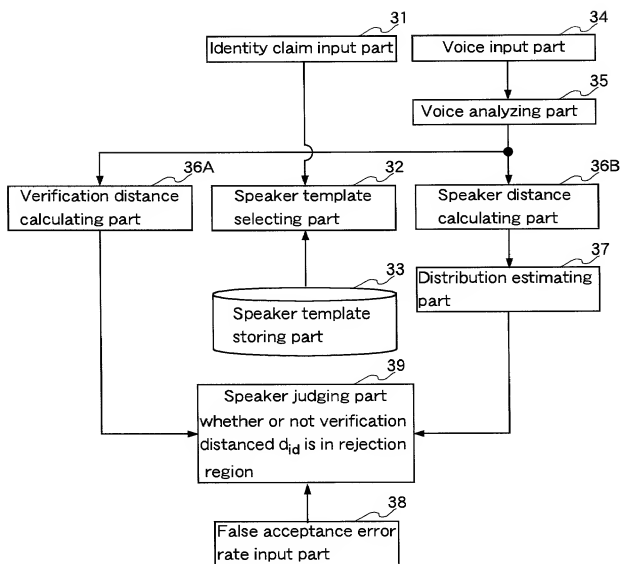 31
Identity claim input part
34
Voice input part
35
Voice analyzing part
36A
Verification distance
calculating part
32
Speaker template
selecting part
36B
Speaker distance
calculating part
33
Speaker template
storing part
37
Distribution estimating
part
39
Speaker judging part
whether or not verification
distanced did is in rejection
region
38
False acceptance error
rate input part